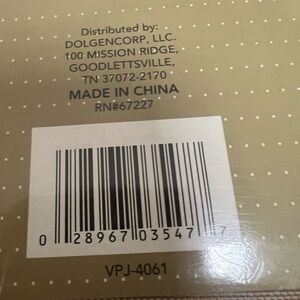 Distributed by:
DOLGENCORP, LLC.
100 MISSION RIDGE,
GOODLETTSVILLE,
TN 37072-2170
MADE IN CHINA
RN#67227
0 28967 03547 7
VPJ-4061